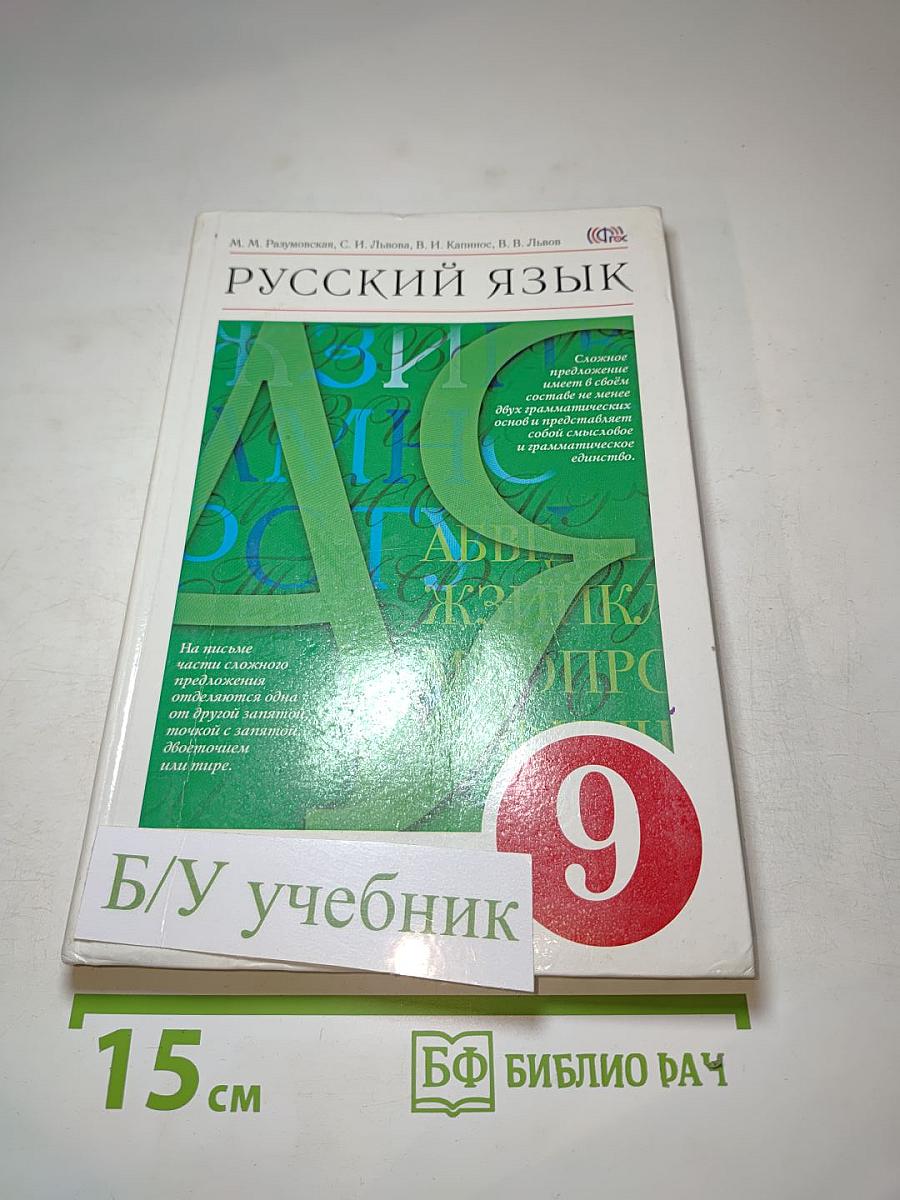 М. М. Разумовская, С. И. Львова, В. И. Капинос, В. В. Львов
ФГОС
РУССКИЙ ЯЗЫК
Сложное
предложение
имеет в своём
составе не менее
двух грамматических
основ и представляет
собой смысловое
и грамматическое
единство.
На письме
части сложного
предложения
отделяются одна
от другой запятой,
точкой с запятой,
двоеточием
или тире.
9
Б/У учебник
15 см
БФ БИБЛИО